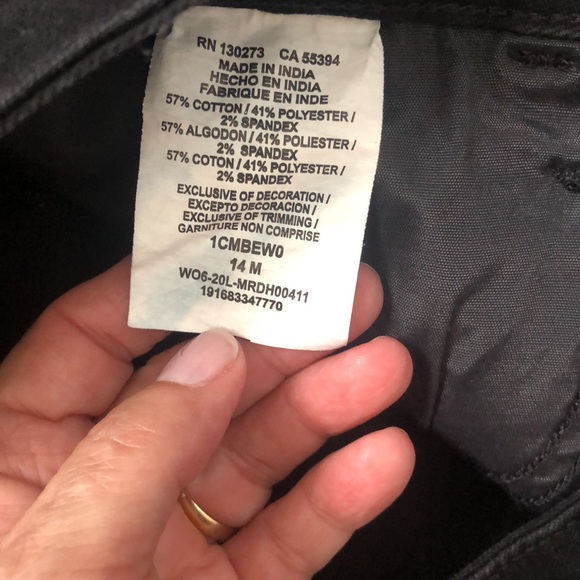 RN 130273 CA 55394
MADE IN INDIA
HECHO EN INDIA
FABRIQUE EN INDE
57% COTTON / 41% POLYESTER /
2% SPANDEX
57% ALGODON / 41% POLIESTER /
2% SPANDEX
57% COTON / 41% POLYESTER /
2% SPANDEX
EXCLUSIVE OF DECORATION /
EXCEPTO DECORACION /
EXCLUSIVE OF TRIMMING /
GARNITURE NON COMPRISE
1CMBEW0
14 M
WO6-20L-MRDH00411
191683347770